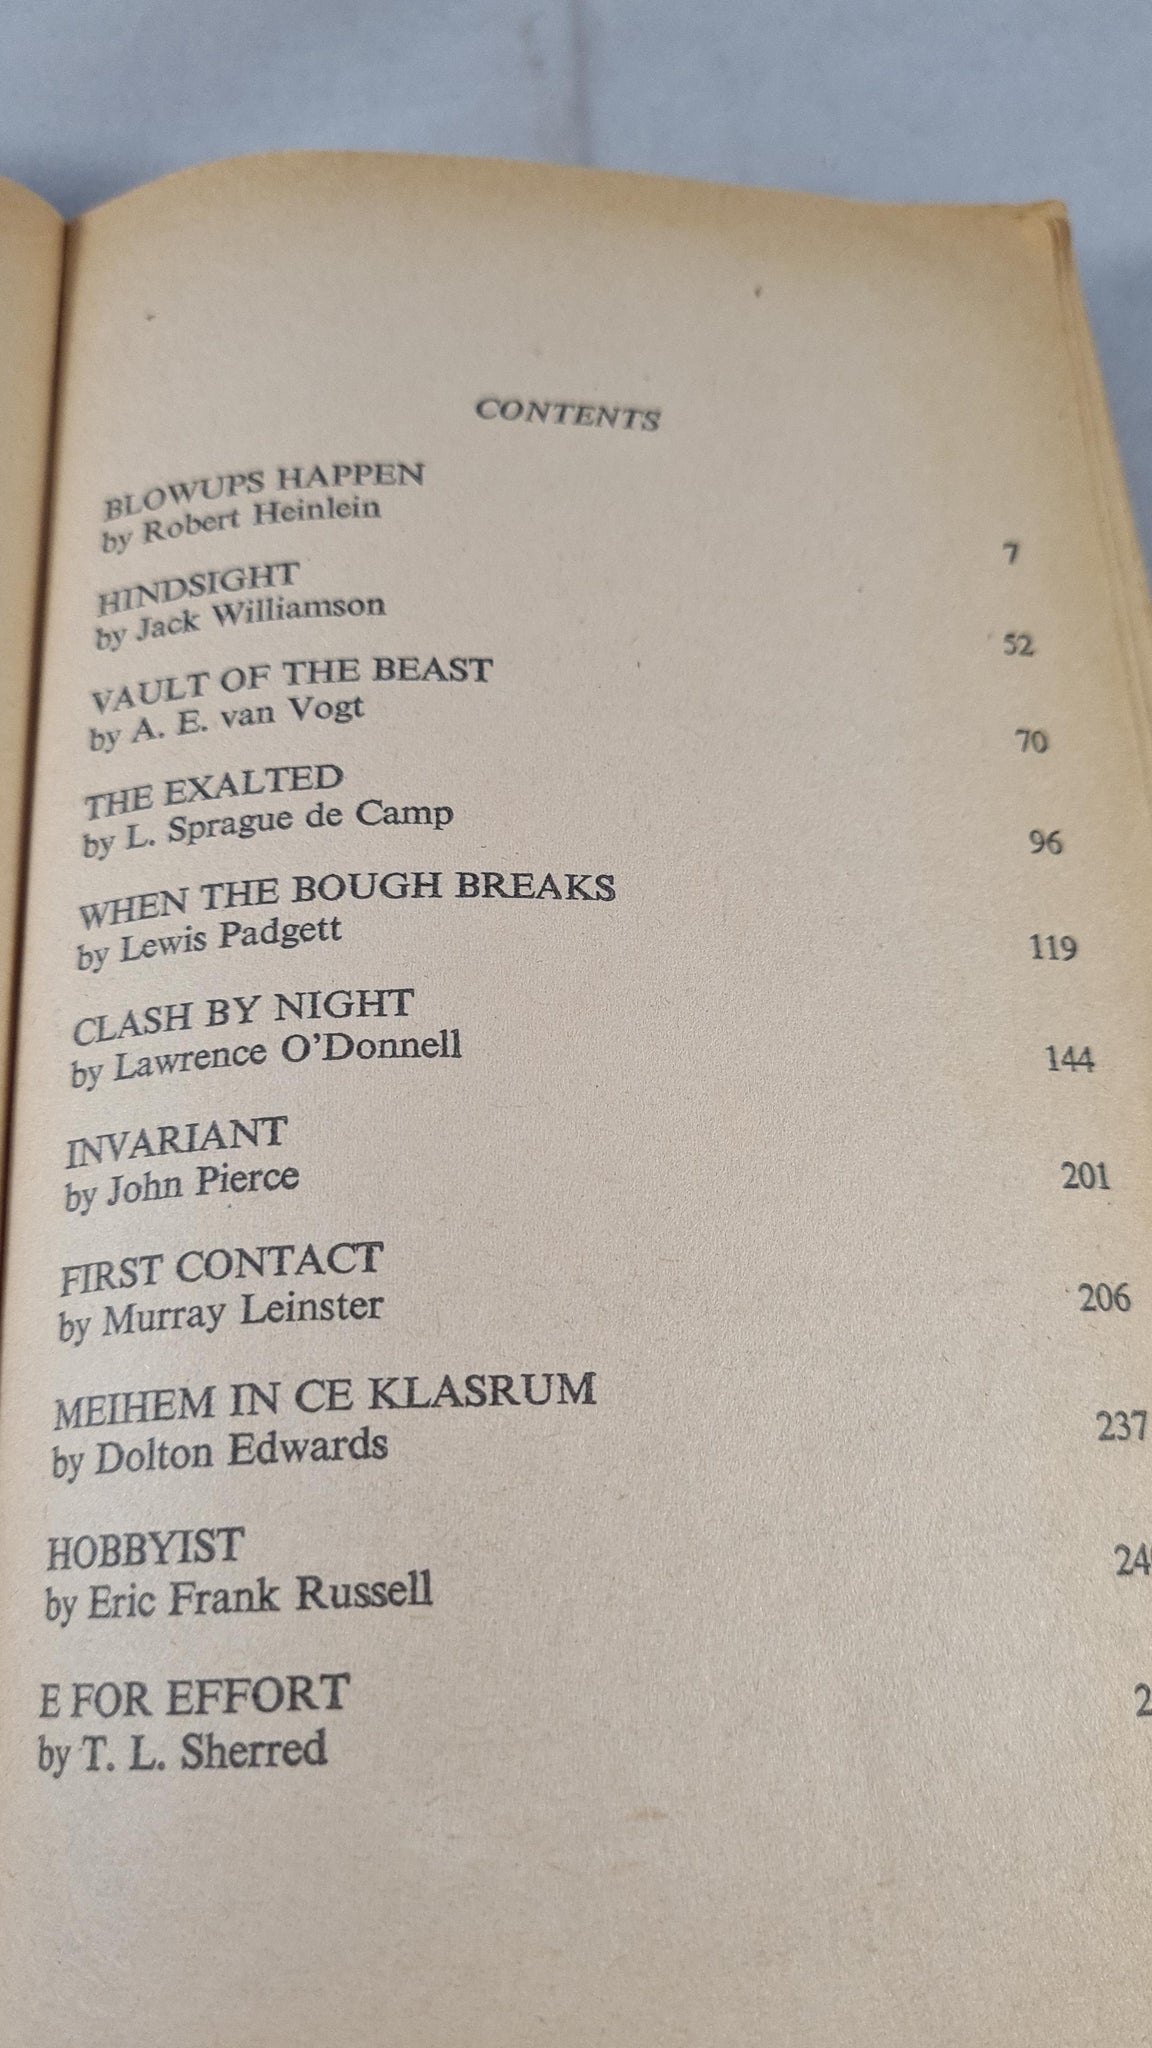 CONTENTS
BLOWUPS HAPPEN
by Robert Heinlein 7
HINDSIGHT
by Jack Williamson 52
VAULT OF THE BEAST
by A. E. van Vogt 70
THE EXALTED
by L. Sprague de Camp 96
WHEN THE BOUGH BREAKS
by Lewis Padgett 119
CLASH BY NIGHT
by Lawrence O'Donnell 144
INVARIANT
by John Pierce 201
FIRST CONTACT
by Murray Leinster 206
MEIHEM IN CE KLASRUM
by Dolton Edwards 237
HOBBYIST
by Eric Frank Russell
E FOR EFFORT
by T. L. Sherred